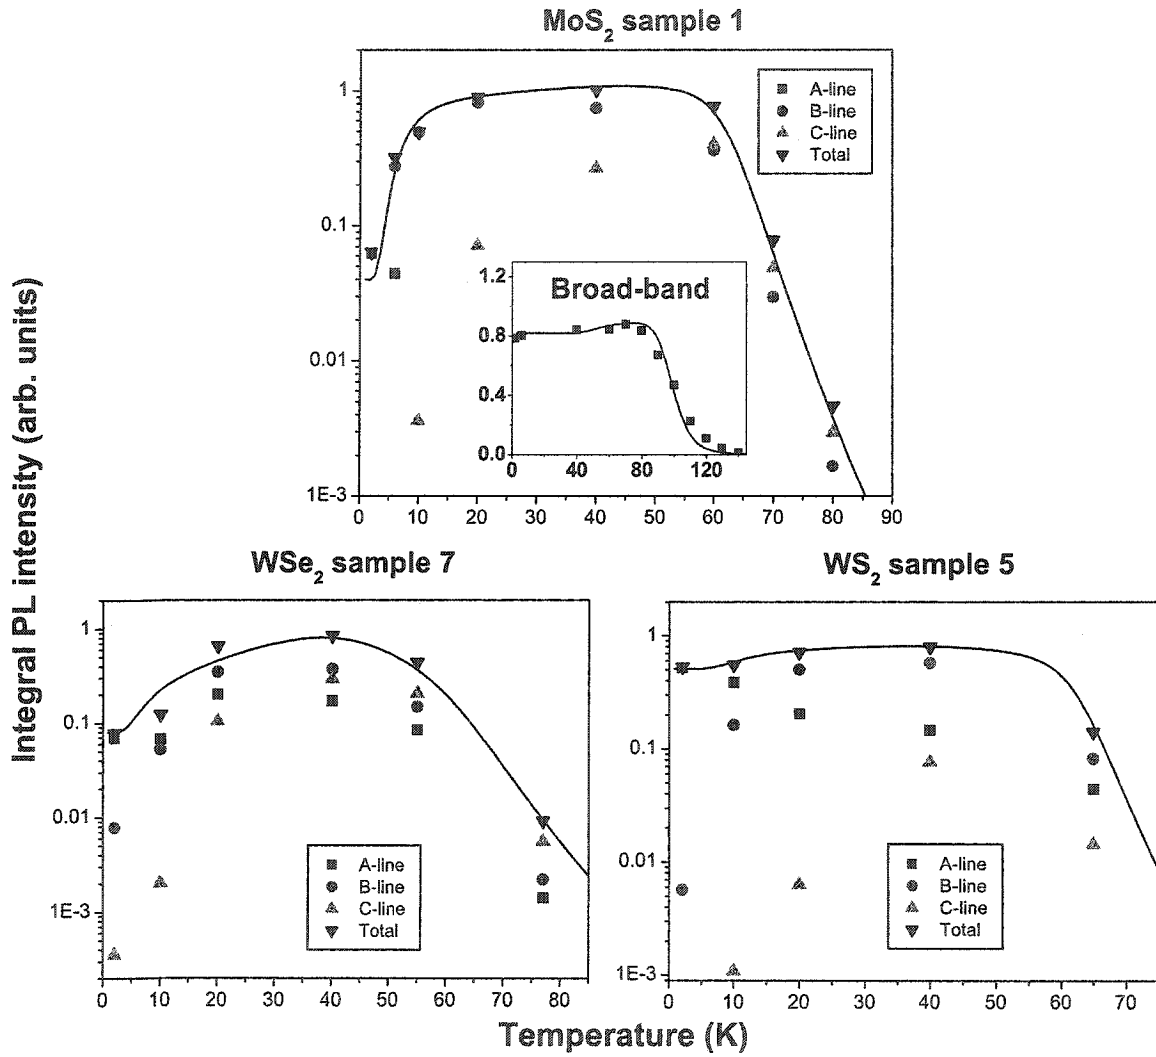 MoS2 sample 1
1
0.1
0.01
1E-3
0 10 20 30 40 50 60 70 80 90
A-line
B-line
C-line
Total
Broad-band
1.2
0.8
0.4
0.0
0 40 80 120
Integral PL intensity (arb. units)
WSe2 sample 7
1
0.1
0.01
1E-3
0 10 20 30 40 50 60 70 80
A-line
B-line
C-line
Total
WS2 sample 5
1
0.1
0.01
1E-3
0 10 20 30 40 50 60 70
A-line
B-line
C-line
Total
Temperature (K)